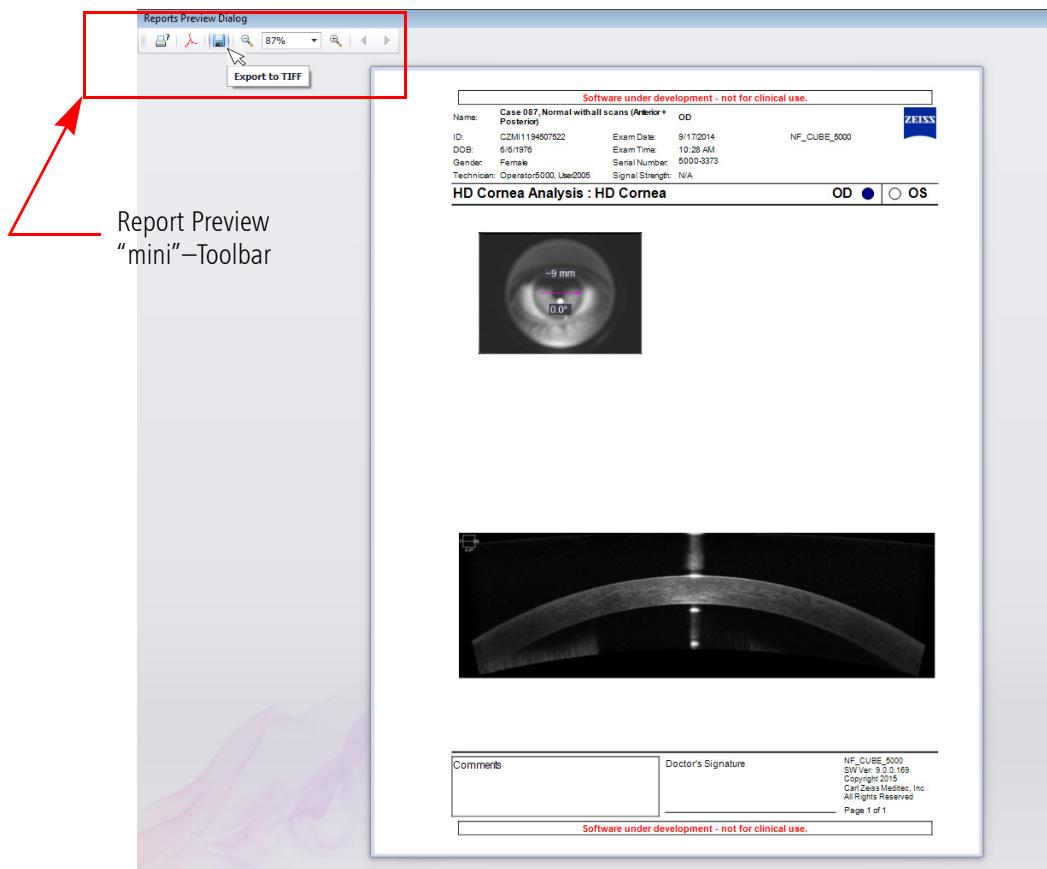 Reports Preview Dialog
87%
Export to TIFF
Report Preview
“mini”–Toolbar
Software under development - not for clinical use.
Name: Case 087, Normal with all scans (Anterior + Posterior) OD
ZEISS
ID: CZMI1194507522 Exam Date: 9/17/2014 NF_CUBE_5000
DOB: 6/6/1976 Exam Time: 10:28 AM
Gender: Female Serial Number: 5000-3373
Technician: Operator5000, User2005 Signal Strength: N/A
HD Cornea Analysis : HD Cornea OD OS
~9 mm
0.0°
Comments
Doctor's Signature
NF_CUBE_5000
SW Ver: 9.0.0.169
Copyright 2015
Carl Zeiss Meditec, Inc
All Rights Reserved
Page 1 of 1
Software under development - not for clinical use.